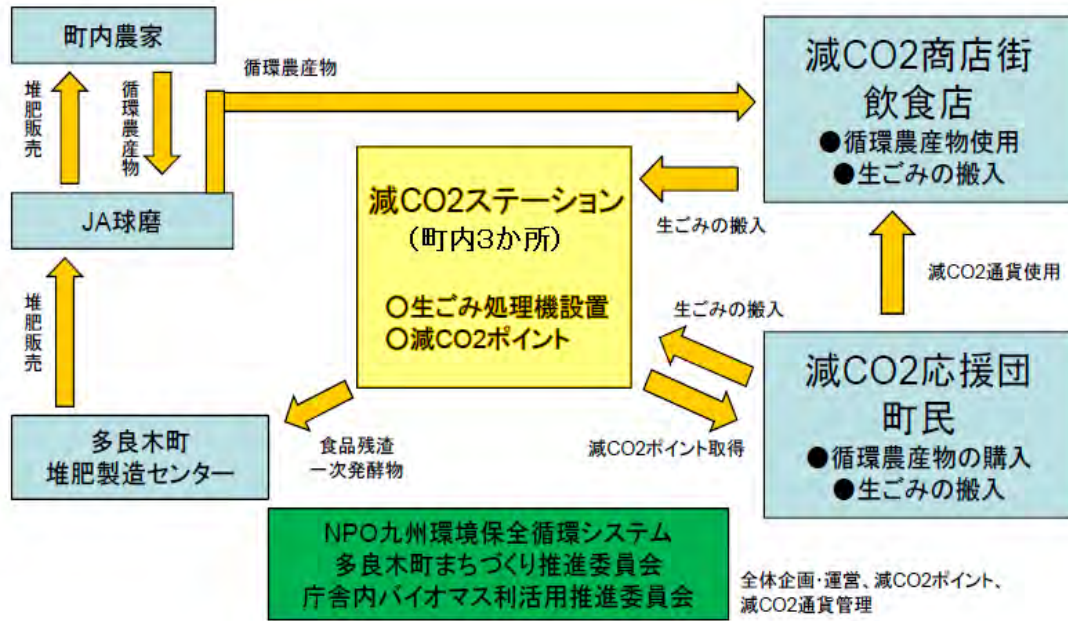 町内農家
堆肥販売
循環農産物
循環農産物
JA球磨
堆肥販売
多良木町
堆肥製造センター
減CO2ステーション
(町内3か所)
○生ごみ処理機設置
○減CO2ポイント
食品残渣
一次発酵物
減CO2商店街
飲食店
●循環農産物使用
●生ごみの搬入
生ごみの搬入
減CO2通貨使用
生ごみの搬入
減CO2ポイント取得
減CO2応援団
町民
●循環農産物の購入
●生ごみの搬入
NPO九州環境保全循環システム
多良木町まちづくり推進委員会
庁舎内バイオマス利活用推進委員会
全体企画・運営、減CO2ポイント、
減CO2通貨管理